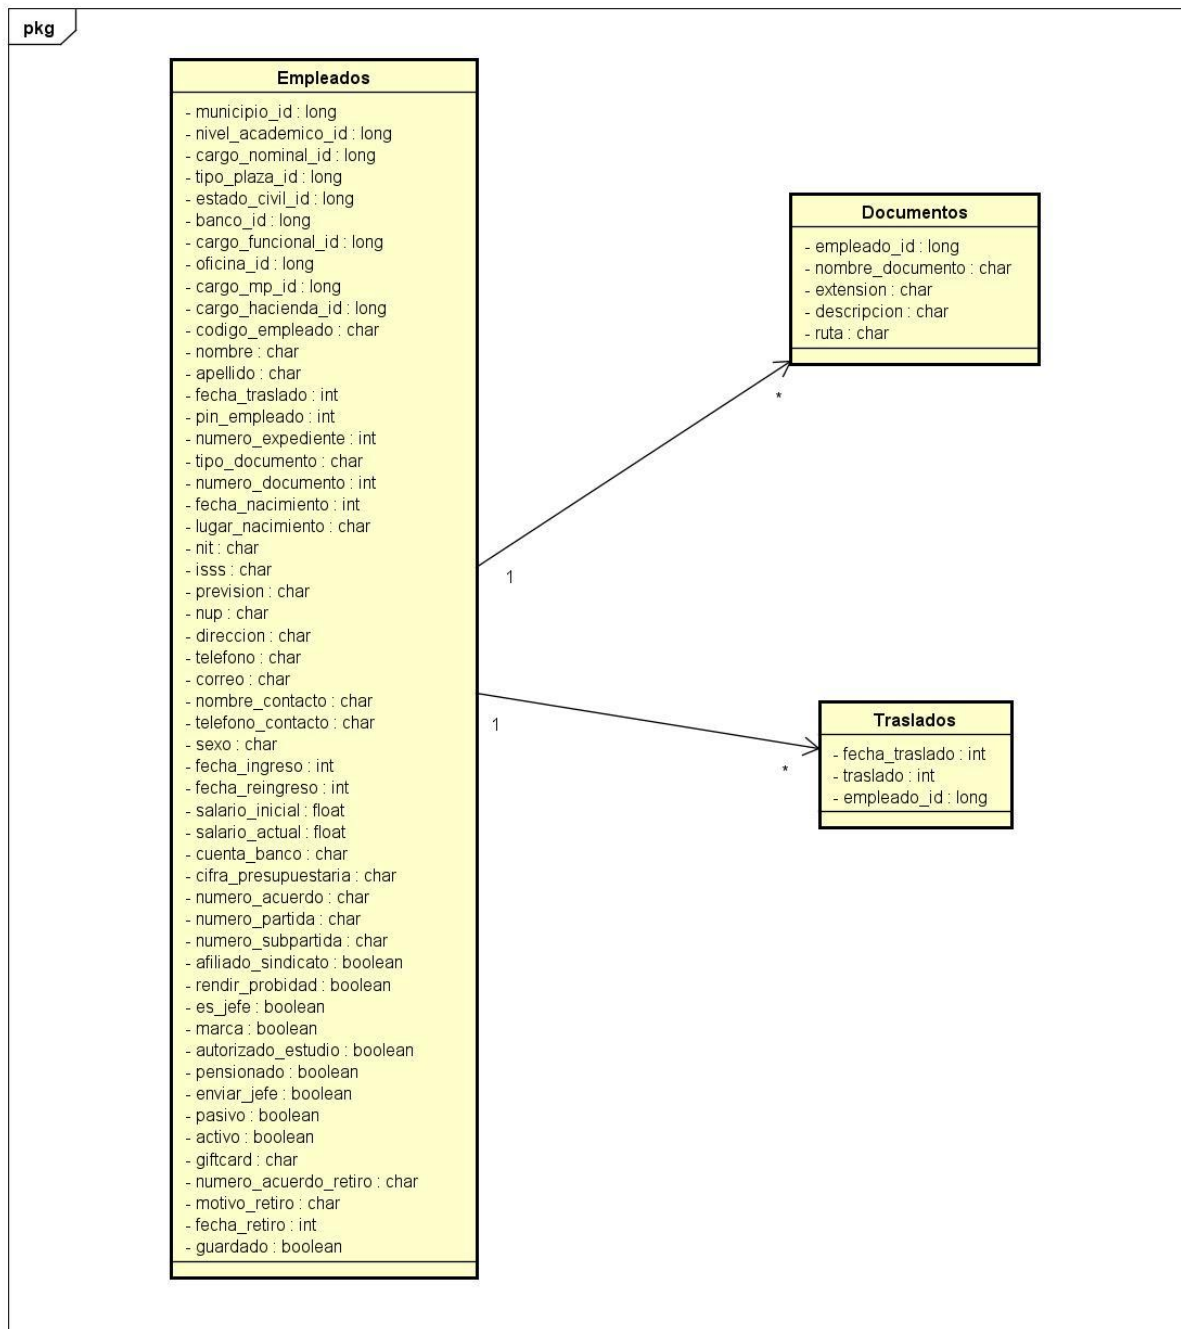 pkg
Empleados
- municipio_id : long
- nivel_academico_id : long
- cargo_nominal_id : long
- tipo_plaza_id : long
- estado_civil_id : long
- banco_id : long
- cargo_funcional_id : long
- oficina_id : long
- cargo_mp_id : long
- cargo_hacienda_id : long
- codigo_empleado : char
- nombre : char
- apellido : char
- fecha_traslado : int
- pin_empleado : int
- numero_expediente : int
- tipo_documento : char
- numero_documento : int
- fecha_nacimiento : int
- lugar_nacimiento : char
- nit : char
- isss : char
- prevision : char
- nup : char
- direccion : char
- telefono : char
- correo : char
- nombre_contacto : char
- telefono_contacto : char
- sexo : char
- fecha_ingreso : int
- fecha_reingreso : int
- salario_inicial : float
- salario_actual : float
- cuenta_banco : char
- cifra_presupuestaria : char
- numero_acuerdo : char
- numero_partida : char
- numero_subpartida : char
- afiliado_sindicato : boolean
- rendir_probidad : boolean
- es_jefe : boolean
- marca : boolean
- autorizado_estudio : boolean
- pensionado : boolean
- enviar_jefe : boolean
- pasivo : boolean
- activo : boolean
- giftcard : char
- numero_acuerdo_retiro : char
- motivo_retiro : char
- fecha_retiro : int
- guardado : boolean
Documentos
- empleado_id : long
- nombre_documento : char
- extension : char
- descripcion : char
- ruta : char
*
1
1
*
Traslados
- fecha_traslado : int
- traslado : int
- empleado_id : long